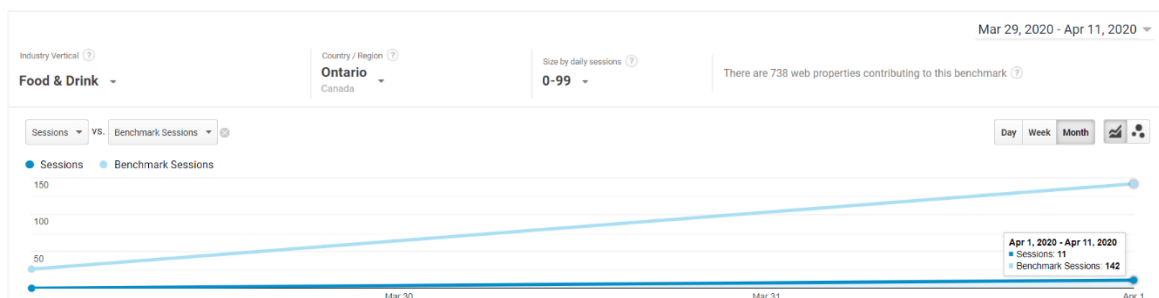 Mar 29, 2020 - Apr 11, 2020
Industry Vertical ?
Food & Drink
Country / Region ?
Ontario
Canada
Size by daily sessions ?
0-99
There are 738 web properties contributing to this benchmark ?
Sessions VS. Benchmark Sessions
Day Week Month
Sessions Benchmark Sessions
150
100
50
Apr 1, 2020 - Apr 11, 2020
Sessions: 11
Benchmark Sessions: 142
Mar 30 Mar 31 Apr 1